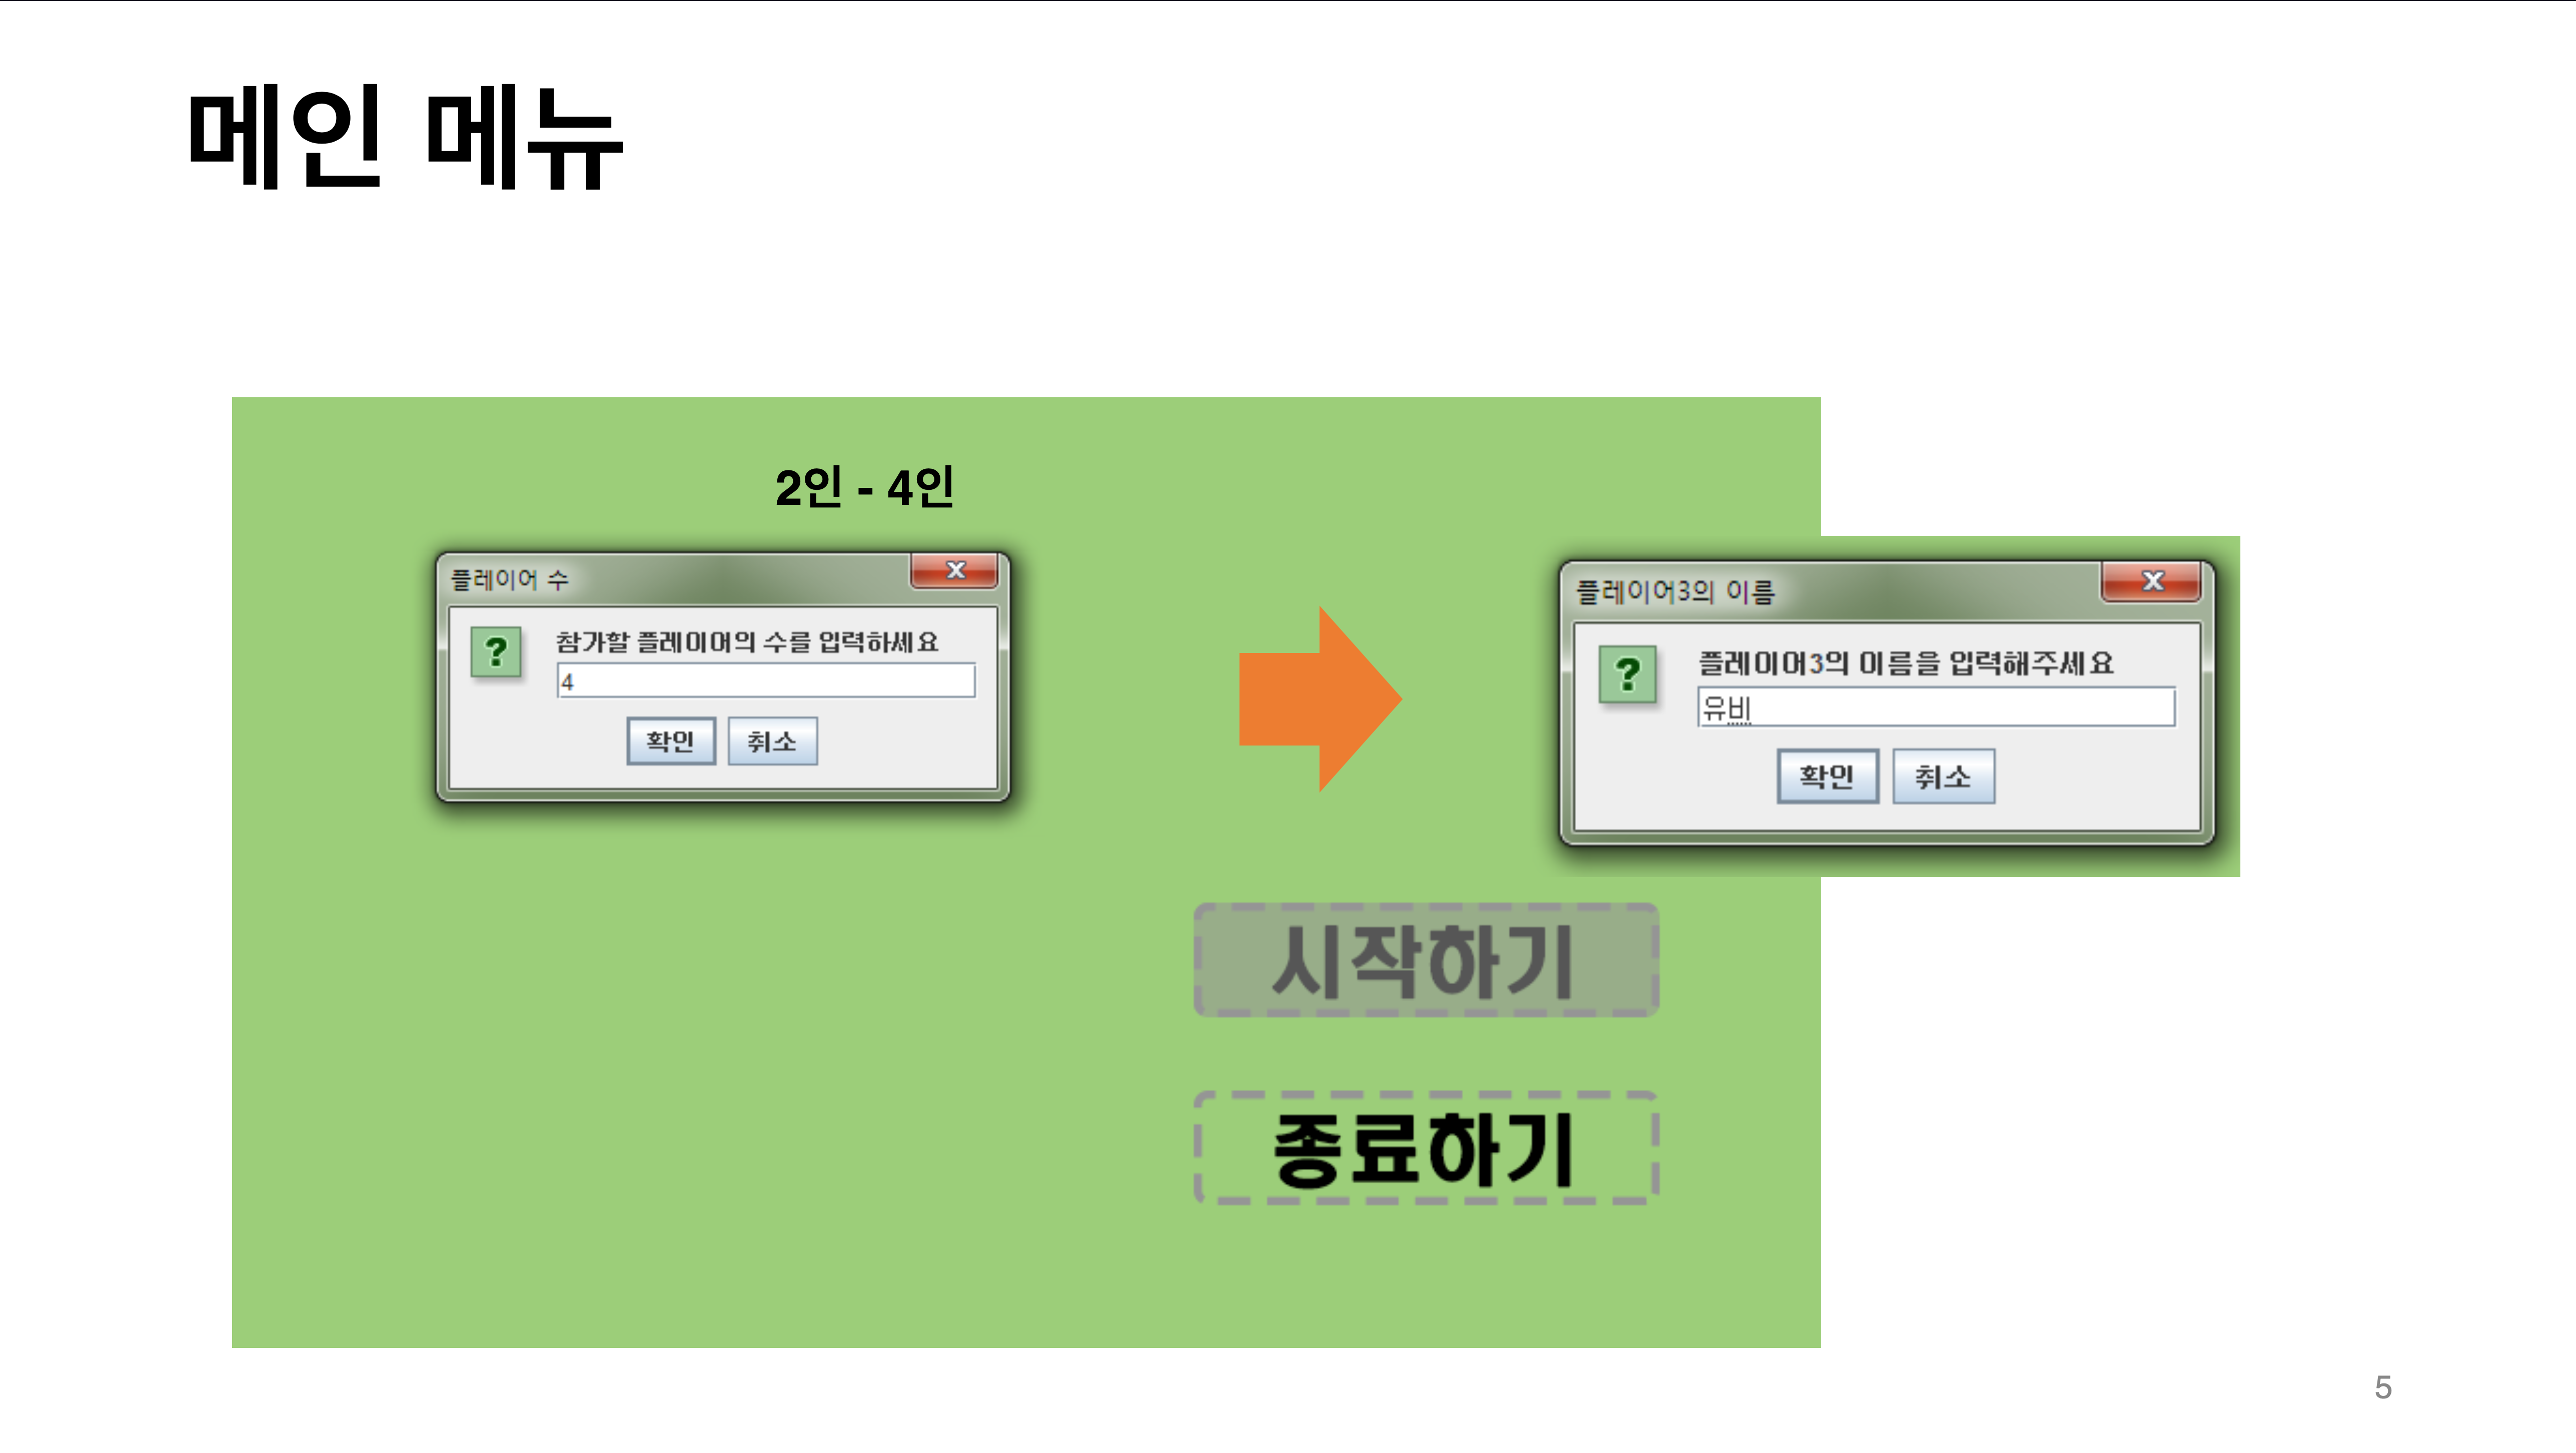 메인 메뉴
2인 - 4인
플레이어 수
x
?
참가할 플레이어의 수를 입력하세요
4
확인
취소
플레이어3의 이름
x
?
플레이어3의 이름을 입력해주세요
유비
확인
취소
시작하기
종료하기
5